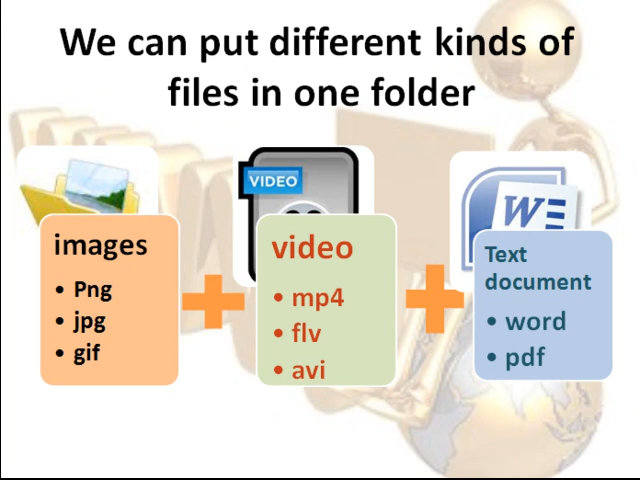 We can put different kinds of
files in one folder
images
• Png
• jpg
• gif
VIDEO
video
• mp4
• flv
• avi
W
Text
document
• word
• pdf